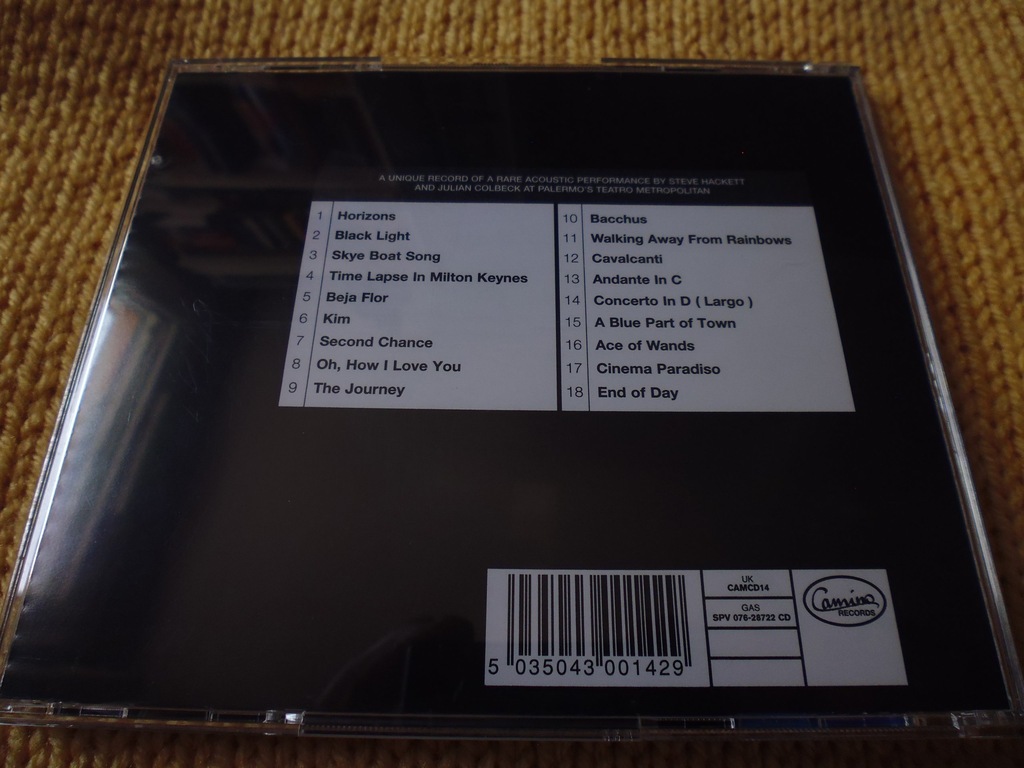 A UNIQUE RECORD OF A RARE ACOUSTIC PERFORMANCE BY STEVE HACKETT
AND JULIAN COLBECK AT PALERMO'S TEATRO METROPOLITAN
1 Horizons
2 Black Light
3 Skye Boat Song
4 Time Lapse In Milton Keynes
5 Beja Flor
6 Kim
7 Second Chance
8 Oh, How I Love You
9 The Journey
10 Bacchus
11 Walking Away From Rainbows
12 Cavalcanti
13 Andante In C
14 Concerto In D ( Largo )
15 A Blue Part of Town
16 Ace of Wands
17 Cinema Paradiso
18 End of Day
5 035043 001429
UK
CAMCD14
GAS
SPV 076-28722 CD
Camino
RECORDS